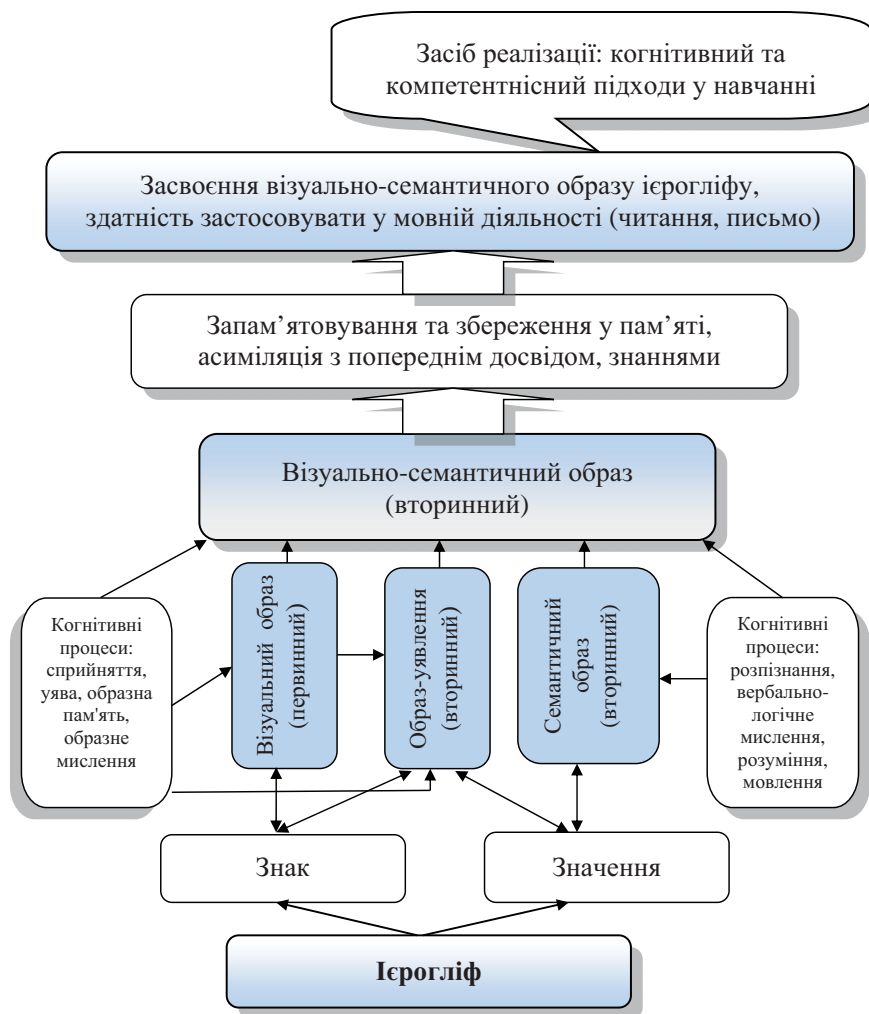 Засіб реалізації: когнітивний та
компетентнісний підходи у навчанні
Засвоєння візуально-семантичного образу ієрогліфу,
здатність застосовувати у мовній діяльності (читання, письмо)
Запам’ятовування та збереження у пам’яті,
асиміляція з попереднім досвідом, знаннями
Візуально-семантичний образ
(вторинний)
Когнітивні
процеси:
сприйняття,
уява, образна
пам'ять,
образне
мислення
Візуальний образ
(первинний)
Образ-уявлення
(вторинний)
Семантичний
образ
(вторинний)
Когнітивні
процеси:
розпізнання,
вербально-
логічне
мислення,
розуміння,
мовлення
Знак
Значення
Ієрогліф